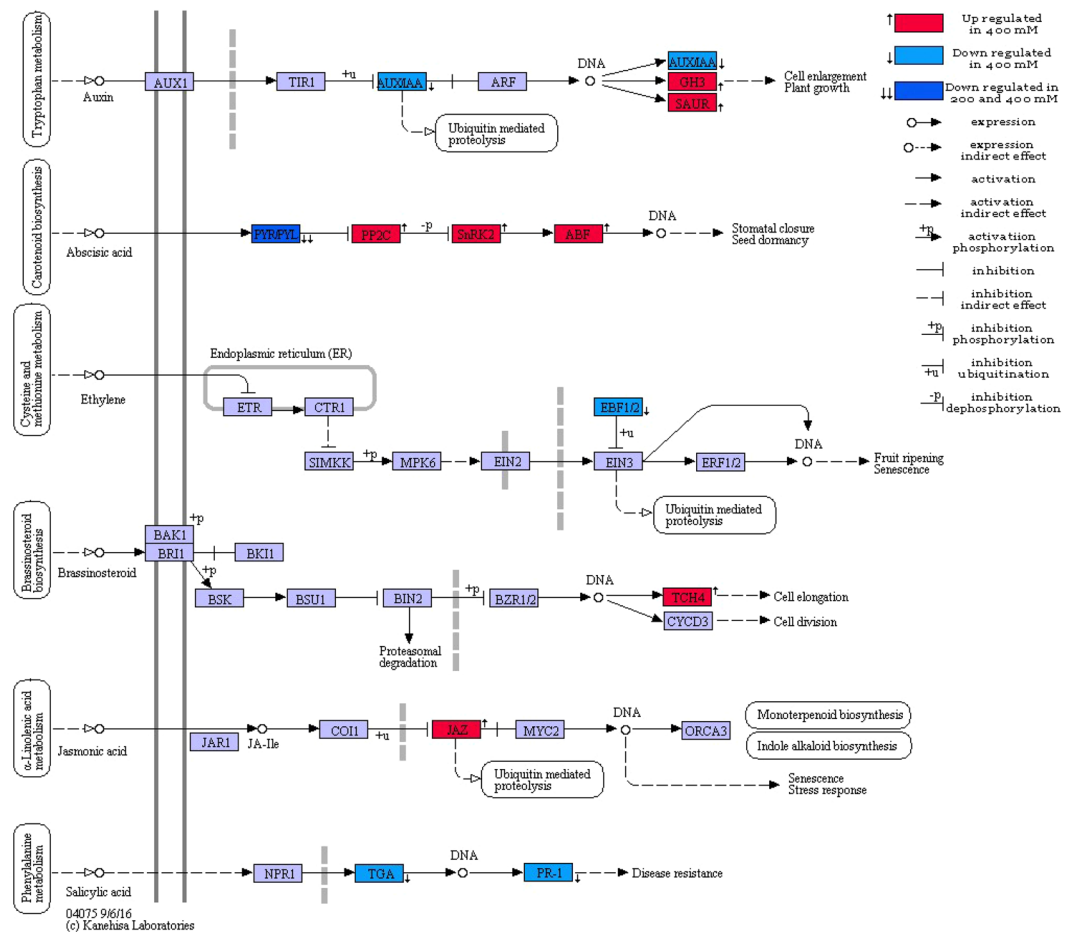 Tryptophan metabolism
Auxin
AUX1
TIR1
+u
AUX/IAA
↓
ARF
DNA
AUX/IAA
↓
GH3
↑
SAUR
↑
Cell enlargement
Plant growth
Ubiquitin mediated
proteolysis
Up regulated
in 400 mM
Down regulated
in 400 mM
Down regulated in
200 and 400 mM
expression
expression
indirect effect
activation
activation
indirect effect
+p
activatiion
phosphorylation
inhibition
inhibition
indirect effect
+p
inhibition
phosphorylation
+u
inhibition
ubiquitination
-p
inhibition
dephosphorylation
Carotenoid biosynthesis
Abscisic acid
PYR/PYL
↓↓
PP2C
↑
-p
SnRK2
↑
ABF
↑
DNA
Stomatal closure
Seed dormancy
Cysteine and
methionine metabolism
Ethylene
Endoplasmic reticulum (ER)
ETR
CTR1
SIMKK
+p
MPK6
EIN2
EBF1/2
↓
+u
EIN3
ERF1/2
DNA
Fruit ripening
Senescence
Ubiquitin mediated
proteolysis
Brassinosteroid
biosynthesis
Brassinosteroid
BAK1
+p
BRI1
BKI1
+p
BSK
BSU1
BIN2
+p
BZR1/2
DNA
TCH4
↑
Cell elongation
CYCD3
Cell division
Proteasomal
degradation
α-Linolenic acid
metabolism
Jasmonic acid
JAR1
JA-Ile
COI1
+u
JAZ
↑
MYC2
DNA
ORCA3
Monoterpenoid biosynthesis
Indole alkaloid biosynthesis
Ubiquitin mediated
proteolysis
Senescence
Stress response
Phenylalanine
metabolism
Salicylic acid
NPR1
TGA
↓
DNA
PR-1
↓
Disease resistance
04075 9/6/16
(c) Kanehisa Laboratories